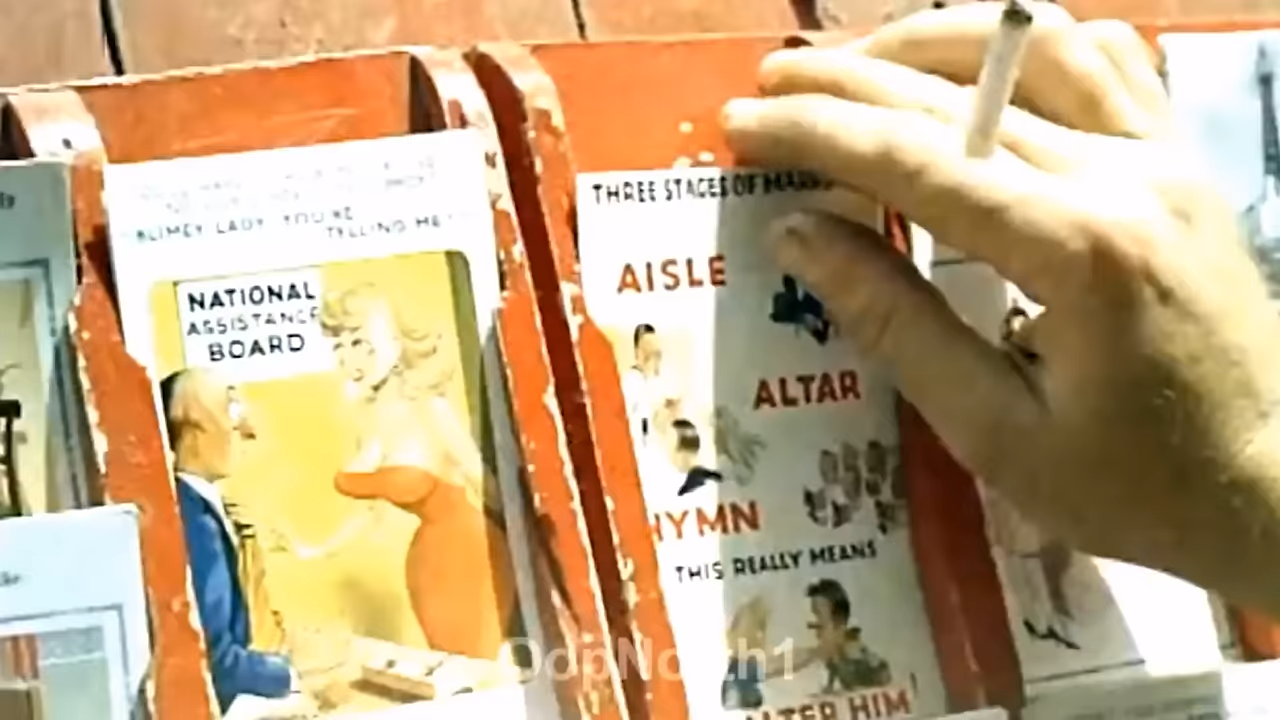 "BLIMEY LADY YOU'RE
TELLING ME
NATIONAL
ASSISTANCE
BOARD
THREE STAGES OF
AISLE
ALTAR
HYMN
THIS REALLY MEANS
ALTER HIM!